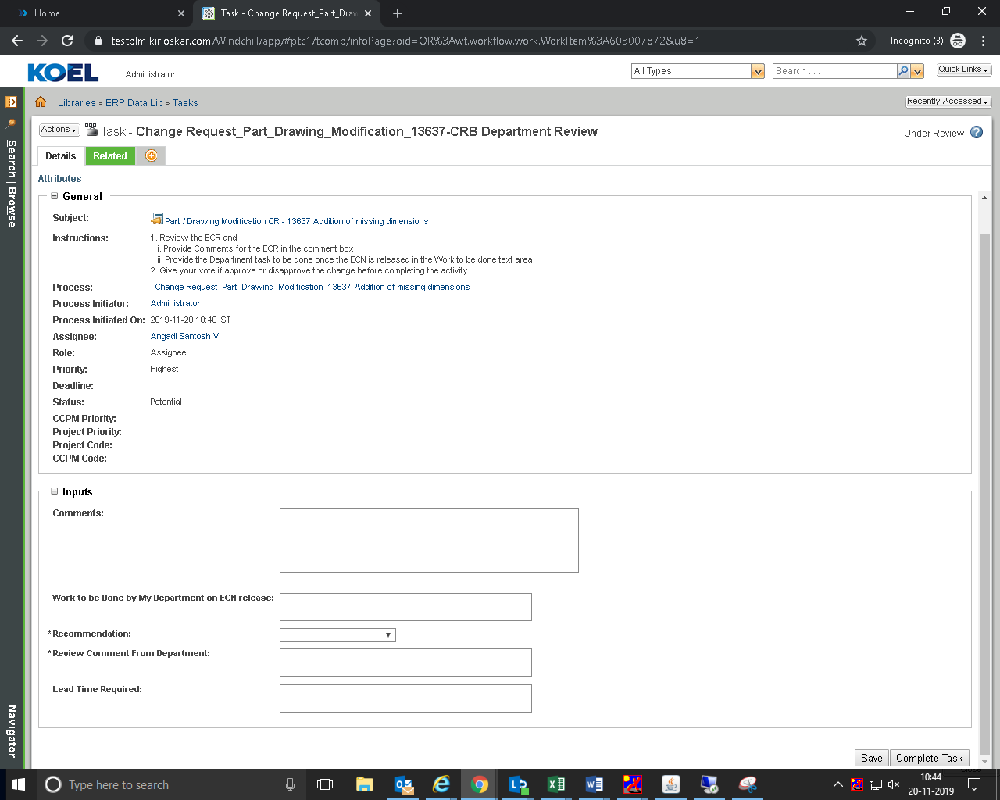 Home
Task - Change Request_Part_Drav
testplm.kirloskar.com/Windchill/app/#ptc1/tcomp/infoPage?oid=OR%3Awt.workflow.work.WorkItem%3A603007872&u8=1
Incognito (3)
KOEL
Administrator
All Types
Search . . .
Quick Links
Libraries > ERP Data Lib > Tasks
Recently Accessed
Actions
Task - Change Request_Part_Drawing_Modification_13637-CRB Department Review
Under Review
Details
Related
Search | Browse
Attributes
General
Subject:
Part / Drawing Modification CR - 13637,Addition of missing dimensions
Instructions:
1. Review the ECR and
i. Provide Comments for the ECR in the comment box.
ii. Provide the Department task to be done once the ECN is released in the Work to be done text area.
2. Give your vote if approve or disapprove the change before completing the activity.
Process:
Change Request_Part_Drawing_Modification_13637-Addition of missing dimensions
Process Initiator:
Administrator
Process Initiated On:
2019-11-20 10:40 IST
Assignee:
Angadi Santosh V
Role:
Assignee
Priority:
Highest
Deadline:
Status:
Potential
CCPM Priority:
Project Priority:
Project Code:
CCPM Code:
Inputs
Comments:
Work to be Done by My Department on ECN release:
*Recommendation:
*Review Comment From Department:
Lead Time Required:
Navigator
Save
Complete Task
Type here to search
10:44
20-11-2019